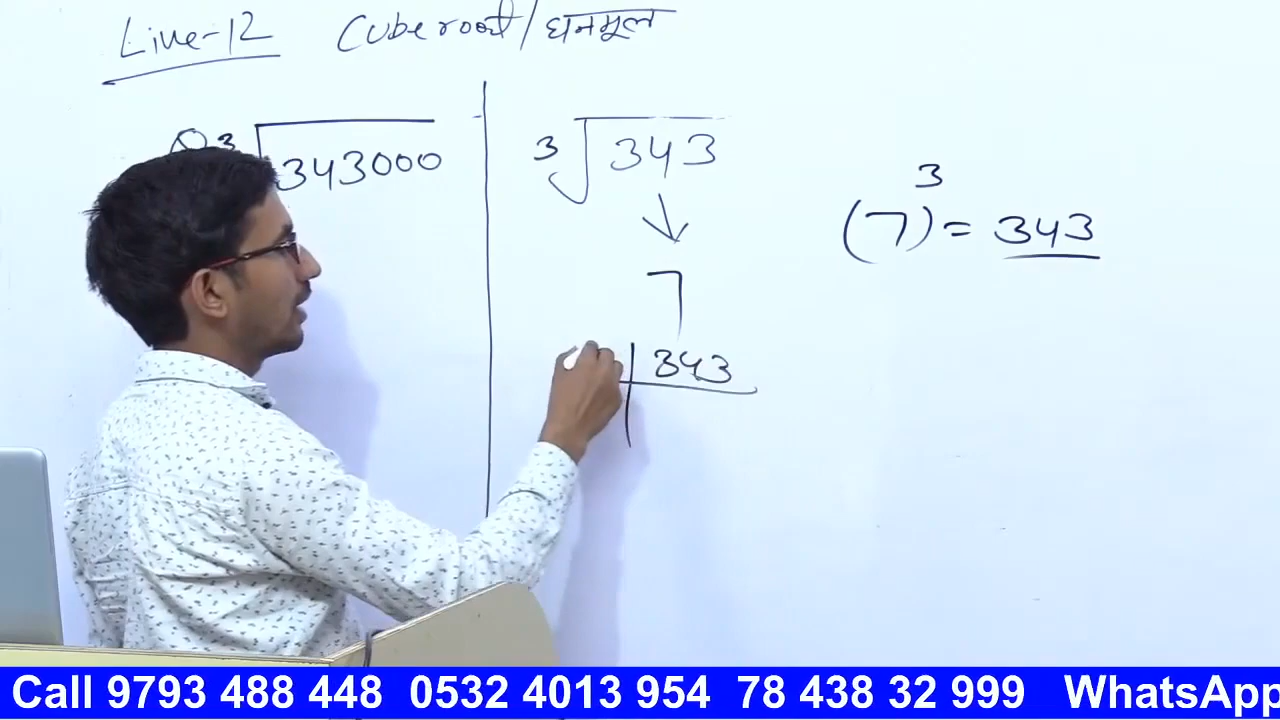 Live-12 Cuberoot/घनमूल
3√343000
3√343
7
343
(7)³ = 343
Call 9793 488 448 0532 4013 954 78 438 32 999 WhatsApp